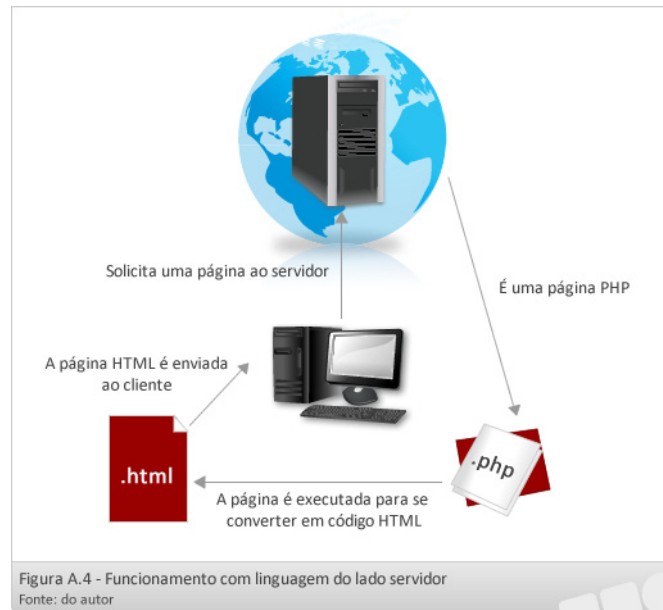 Solicita uma página ao servidor
É uma página PHP
A página HTML é enviada
ao cliente
.html
.php
A página é executada para se
converter em código HTML
Figura A.4 - Funcionamento com linguagem do lado servidor
Fonte: do autor